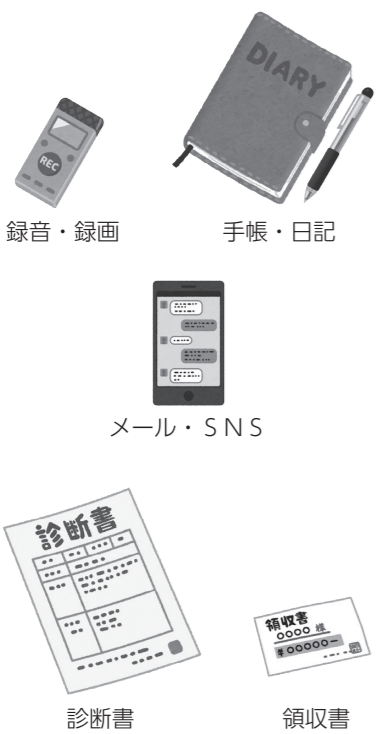 DIARY
REC
録音・録画
手帳・日記
メール・ＳＮＳ
診断書
領収書
○○○○ 様
¥○○○○○－
診断書
領収書